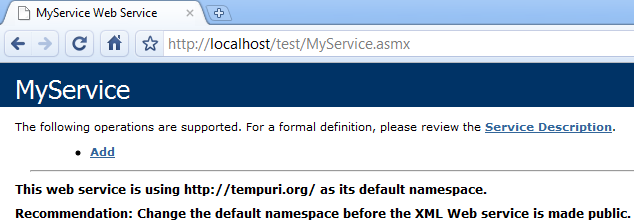 MyService Web Service
http://localhost/test/MyService.asmx
MyService
The following operations are supported. For a formal definition, please review the Service Description.
Add
This web service is using http://tempuri.org/ as its default namespace.
Recommendation: Change the default namespace before the XML Web service is made public.